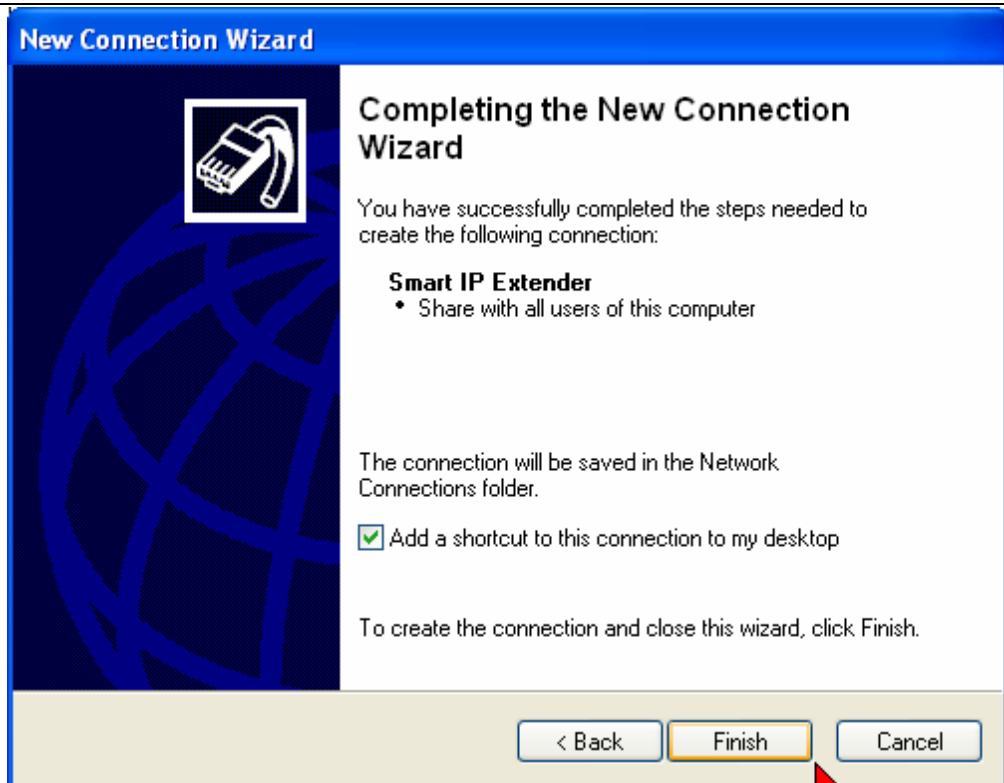 New Connection Wizard
Completing the New Connection
Wizard
You have successfully completed the steps needed to
create the following connection:
Smart IP Extender
• Share with all users of this computer
The connection will be saved in the Network
Connections folder.
Add a shortcut to this connection to my desktop
To create the connection and close this wizard, click Finish.
< Back Finish Cancel